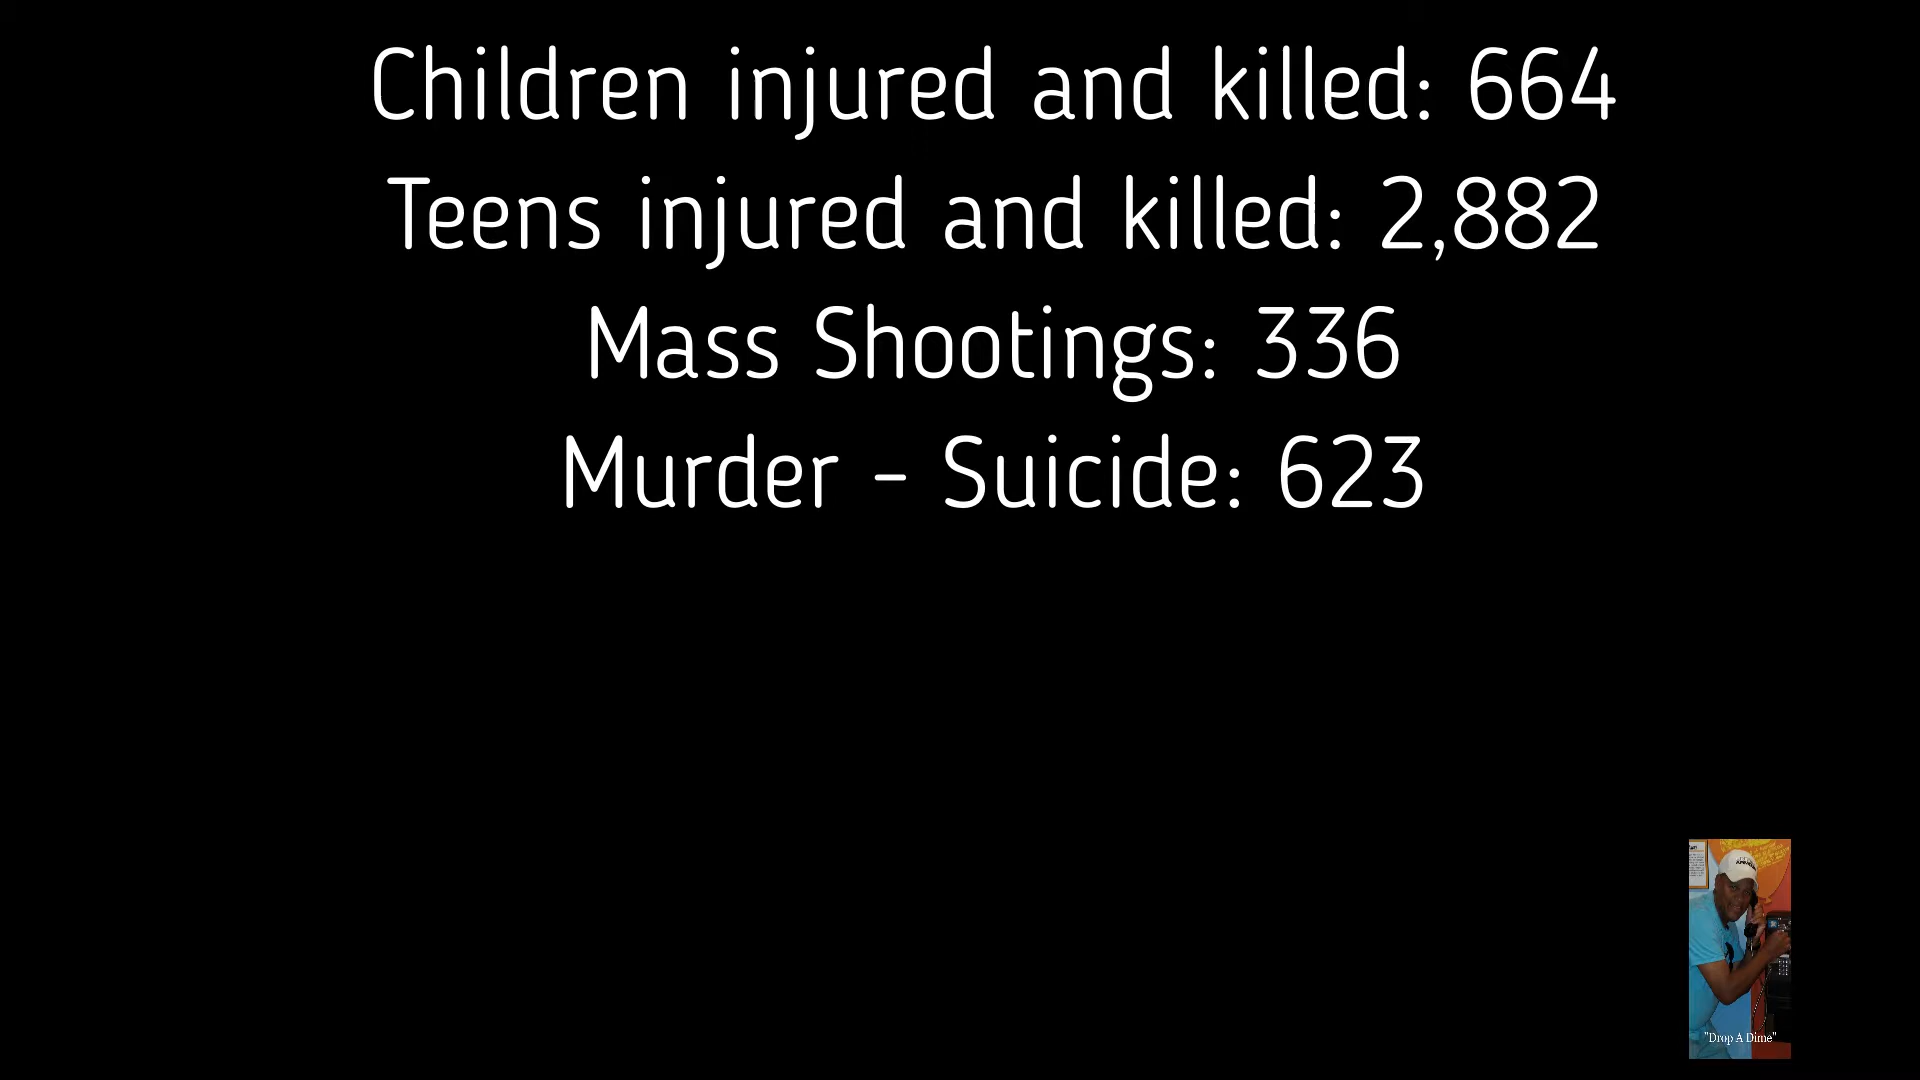 Children injured and killed: 664
Teens injured and killed: 2,882
Mass Shootings: 336
Murder - Suicide: 623
"Drop A Dime"